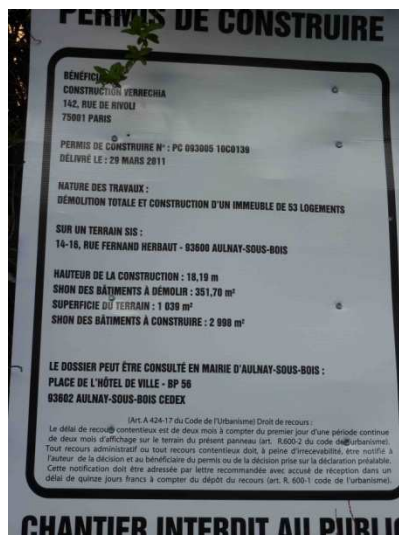 PERMIS DE CONSTRUIRE
BÉNÉFICIA
CONSTRUCTION VERRECHIA
142, RUE DE RIVOLI
75001 PARIS
PERMIS DE CONSTRUIRE N° : PC 093005 10C0139
DÉLIVRÉ LE : 29 MARS 2011
NATURE DES TRAVAUX :
DÉMOLITION TOTALE ET CONSTRUCTION D'UN IMMEUBLE DE 53 LOGEMENTS
SUR UN TERRAIN SIS :
14-16, RUE FERNAND HERBAUT - 93600 AULNAY-SOUS-BOIS
HAUTEUR DE LA CONSTRUCTION : 18,19 m
SHON DES BÂTIMENTS À DÉMOLIR : 351,70 m²
SUPERFICIE DU TERRAIN : 1 039 m²
SHON DES BÂTIMENTS À CONSTRUIRE : 2 998 m²
LE DOSSIER PEUT ÊTRE CONSULTÉ EN MAIRIE D'AULNAY-SOUS-BOIS :
PLACE DE L'HÔTEL DE VILLE - BP 56
93602 AULNAY-SOUS-BOIS CEDEX
(Art. A 424-17 du Code de l'Urbanisme) Droit de recours :
Le délai de recours contentieux est de deux mois à compter du premier jour d'une période continue
de deux mois d'affichage sur le terrain du présent panneau (art. R.600-2 du code de l'urbanisme).
Tout recours administratif ou tout recours contentieux doit, à peine d'irrecevabilité, être notifié à
l'auteur de la décision et au bénéficiaire du permis ou de la décision prise sur la déclaration préalable.
Cette notification doit être adressée par lettre recommandée avec accusé de réception dans un
délai de quinze jours francs à compter du dépôt du recours (art. R. 600-1 code de l'urbanisme).
CHANTIER INTERDIT AU PUBLIC